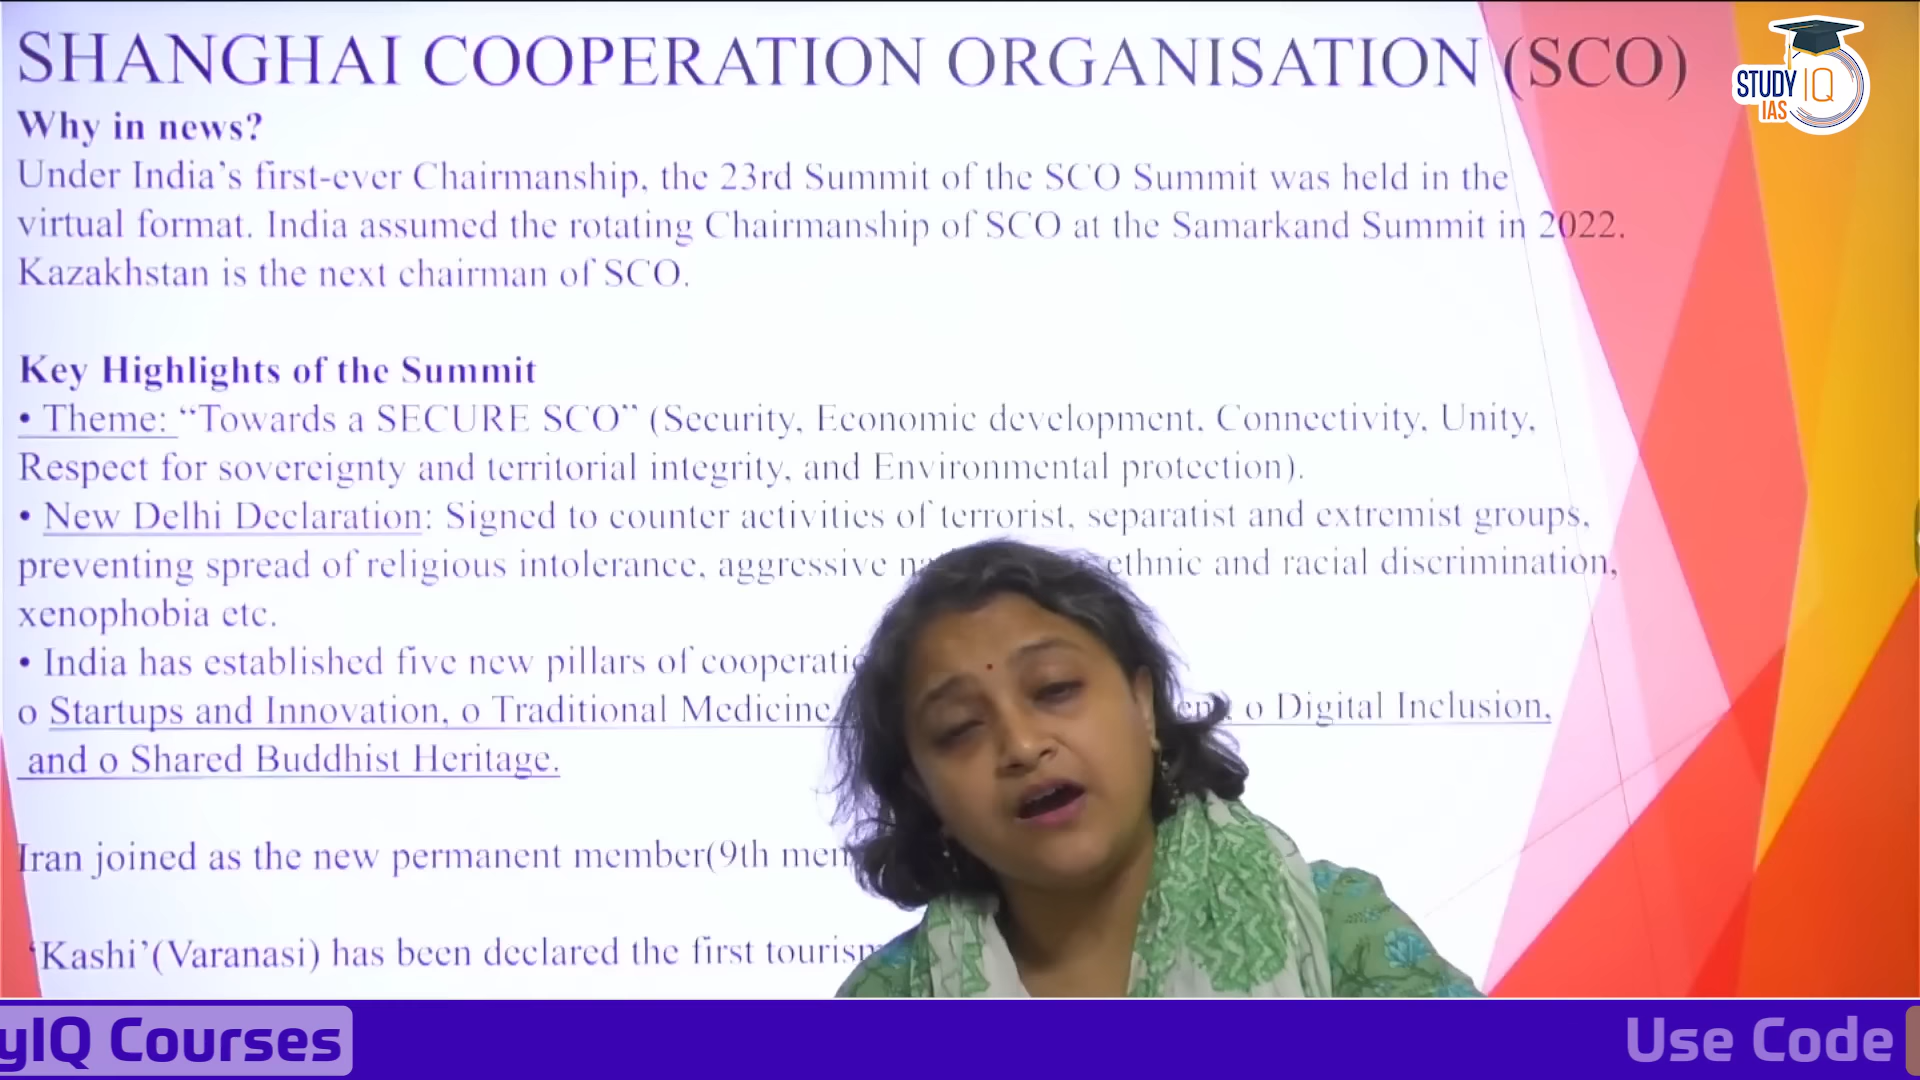 SHANGHAI COOPERATION ORGANISATION (SCO)
STUDY IQ
IAS
Why in news?
Under India’s first-ever Chairmanship, the 23rd Summit of the SCO Summit was held in the
virtual format. India assumed the rotating Chairmanship of SCO at the Samarkand Summit in 2022.
Kazakhstan is the next chairman of SCO.
Key Highlights of the Summit
• Theme: “Towards a SECURE SCO” (Security, Economic development, Connectivity, Unity,
Respect for sovereignty and territorial integrity, and Environmental protection).
• New Delhi Declaration: Signed to counter activities of terrorist, separatist and extremist groups,
preventing spread of religious intolerance, aggressive ethnic and racial discrimination,
xenophobia etc.
• India has established five new pillars of
o Startups and Innovation, o Traditional Medicine, o Digital Inclusion,
and o Shared Buddhist Heritage.
Iran joined as the new permanent member(9th
‘Kashi’(Varanasi) has been declared the first
yIQ Courses
Use Code